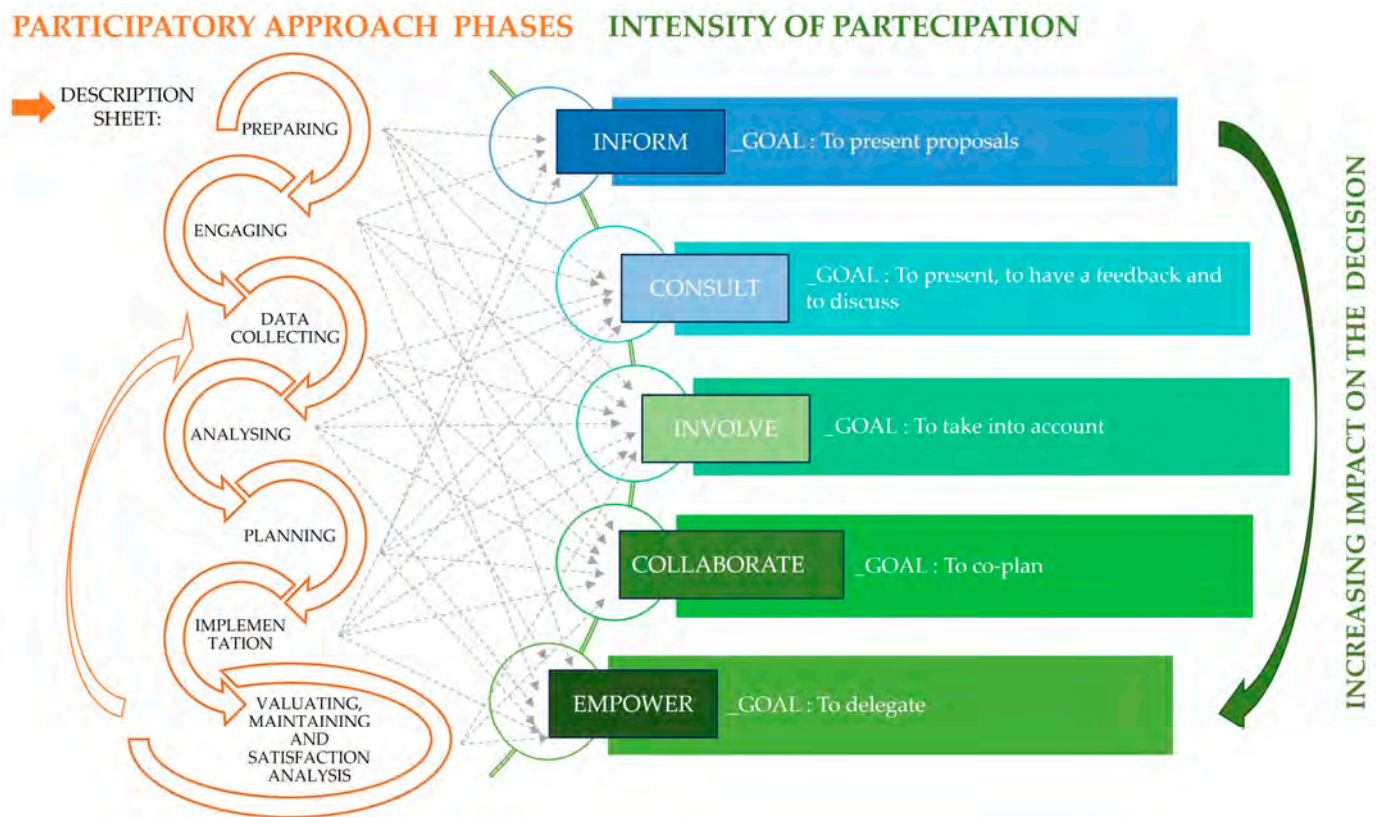 PARTICIPATORY APPROACH PHASES
INTENSITY OF PARTECIPATION
DESCRIPTION
SHEET:
PREPARING
ENGAGING
DATA
COLLECTING
ANALYSING
PLANNING
IMPLEMEN
TATION
VALUATING,
MAINTAINING
AND
SATISFACTION
ANALYSIS
INFORM
_GOAL : To present proposals
CONSULT
_GOAL : To present, to have a feedback and
to discuss
INVOLVE
_GOAL : To take into account
COLLABORATE
_GOAL : To co-plan
EMPOWER
_GOAL : To delegate
INCREASING IMPACT ON THE DECISION